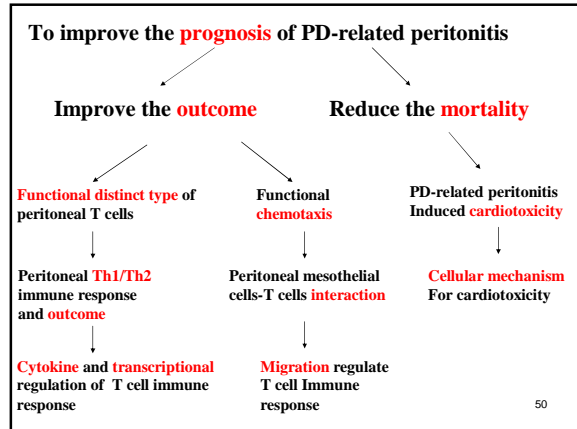 To improve the prognosis of PD-related peritonitis
Improve the outcome
Reduce the mortality
Functional distinct type of
peritoneal T cells
Functional
chemotaxis
PD-related peritonitis
Induced cardiotoxicity
Peritoneal Th1/Th2
immune response
and outcome
Peritoneal mesothelial
cells-T cells interaction
Cellular mechanism
For cardiotoxicity
Cytokine and transcriptional
regulation of T cell immune
response
Migration regulate
T cell Immune
response
50